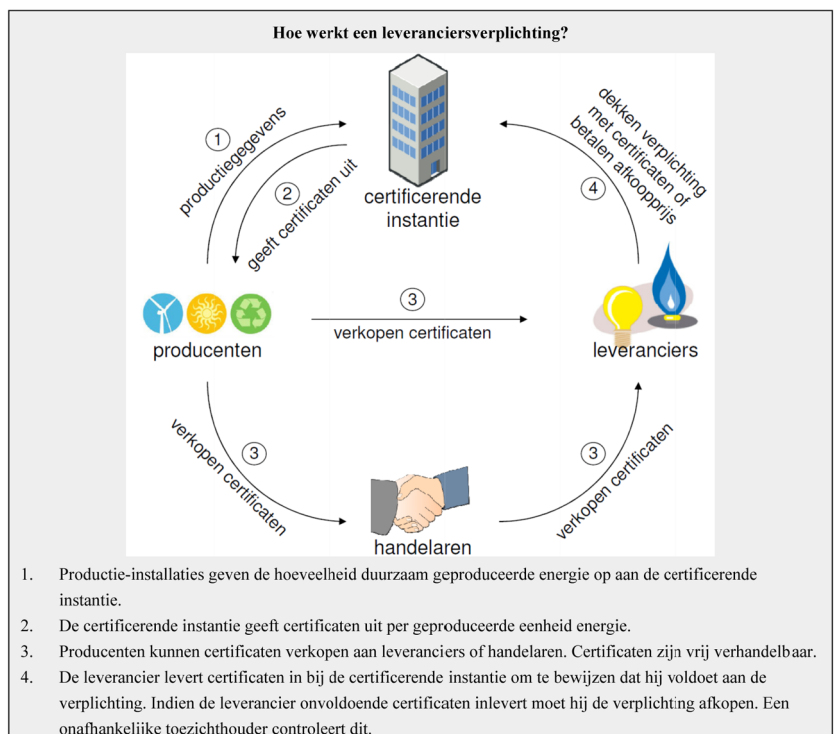 Hoe werkt een leveranciersverplichting?
1
productiegegevens
2
geeft certificaten uit
certificerende
instantie
dekken verplichting
met certificaten of
betalen afkoopprijs
4
3
verkopen certificaten
producenten
leveranciers
3
verkopen certificaten
3
verkopen certificaten
handelaren
1. Productie-installaties geven de hoeveelheid duurzaam geproduceerde energie op aan de certificerende
instantie.
2. De certificerende instantie geeft certificaten uit per geproduceerde eenheid energie.
3. Producenten kunnen certificaten verkopen aan leveranciers of handelaren. Certificaten zijn vrij verhandelbaar.
4. De leverancier levert certificaten in bij de certificerende instantie om te bewijzen dat hij voldoet aan de
verplichting. Indien de leverancier onvoldoende certificaten inlevert moet hij de verplichting afkopen. Een
onafhankelijke toezichthouder controleert dit.